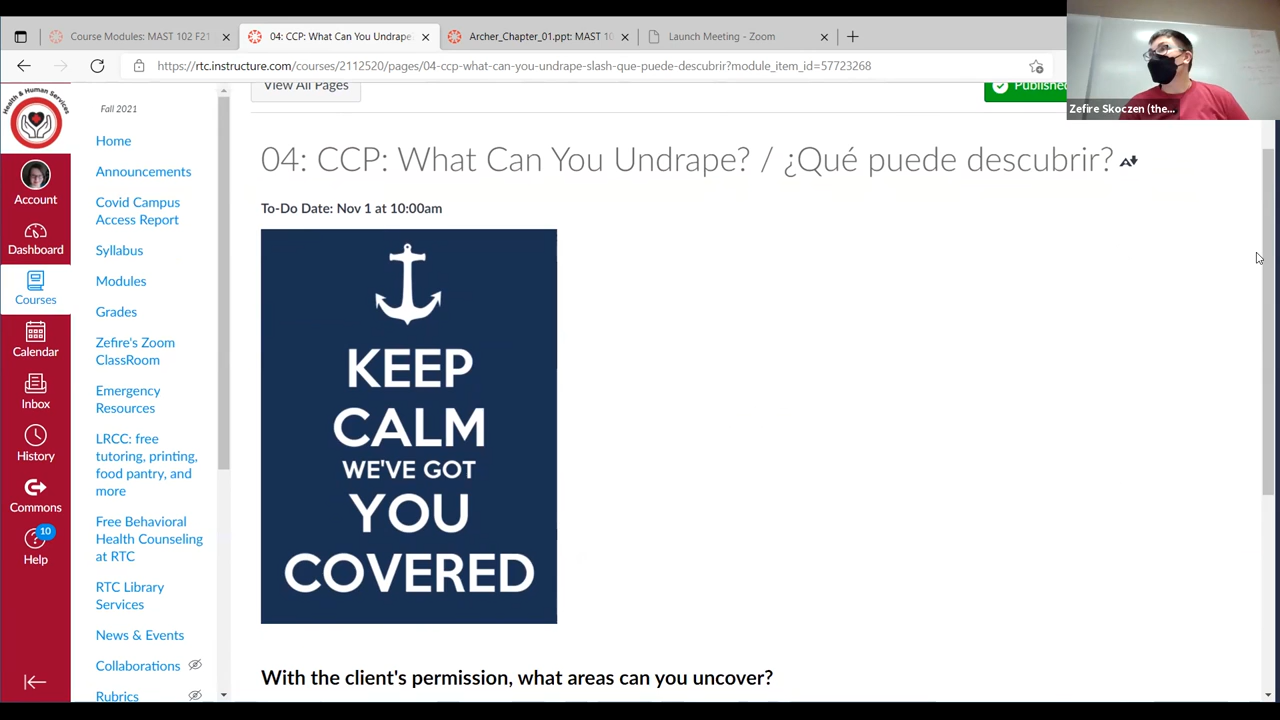 Course Modules: MAST 102 F21
04: CCP: What Can You Undrape
Archer_Chapter_01.ppt: MAST 10
Launch Meeting - Zoom
https://rtc.instructure.com/courses/2112520/pages/04-ccp-what-can-you-undrape-slash-que-puede-descubrir?module_item_id=57723268
Zefire Skoczen (the...
Health & Human Services
Account
Dashboard
Courses
Calendar
Inbox
History
Commons
10
Help
Fall 2021
Home
Announcements
Covid Campus
Access Report
Syllabus
Modules
Grades
Zefire's Zoom
ClassRoom
Emergency
Resources
LRCC: free
tutoring, printing,
food pantry, and
more
Free Behavioral
Health Counseling
at RTC
RTC Library
Services
News & Events
Collaborations
Rubrics
View All Pages
Published
04: CCP: What Can You Undrape? / ¿Qué puede descubrir?
To-Do Date: Nov 1 at 10:00am
KEEP
CALM
WE'VE GOT
YOU
COVERED
With the client's permission, what areas can you uncover?